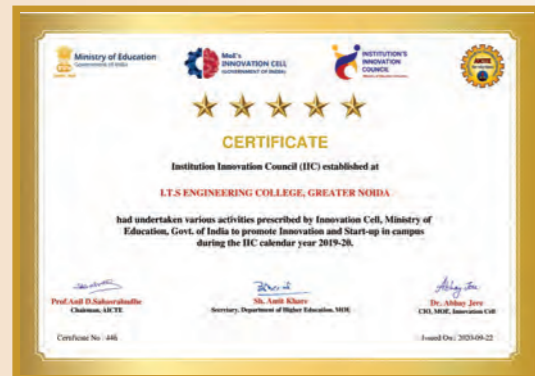 Ministry of Education
Government of India
MoE's
INNOVATION CELL
(GOVERNMENT OF INDIA)
INSTITUTION'S
INNOVATION
COUNCIL
AICTE
CERTIFICATE
Institution Innovation Council (IIC) established at
I.T.S ENGINEERING COLLEGE, GREATER NOIDA
had undertaken various activities prescribed by Innovation Cell, Ministry of
Education, Govt. of India to promote Innovation and Start-up in campus
during the IIC calendar year 2019-20.
Prof.Anil D.Sahasrabudhe
Chairman, AICTE
Sh. Amit Khare
Secretary, Department of Higher Education, MOE
Dr. Abhay Jere
CIO, MOE, Innovation Cell
Certificate No 446
Issued On : 2020-09-22